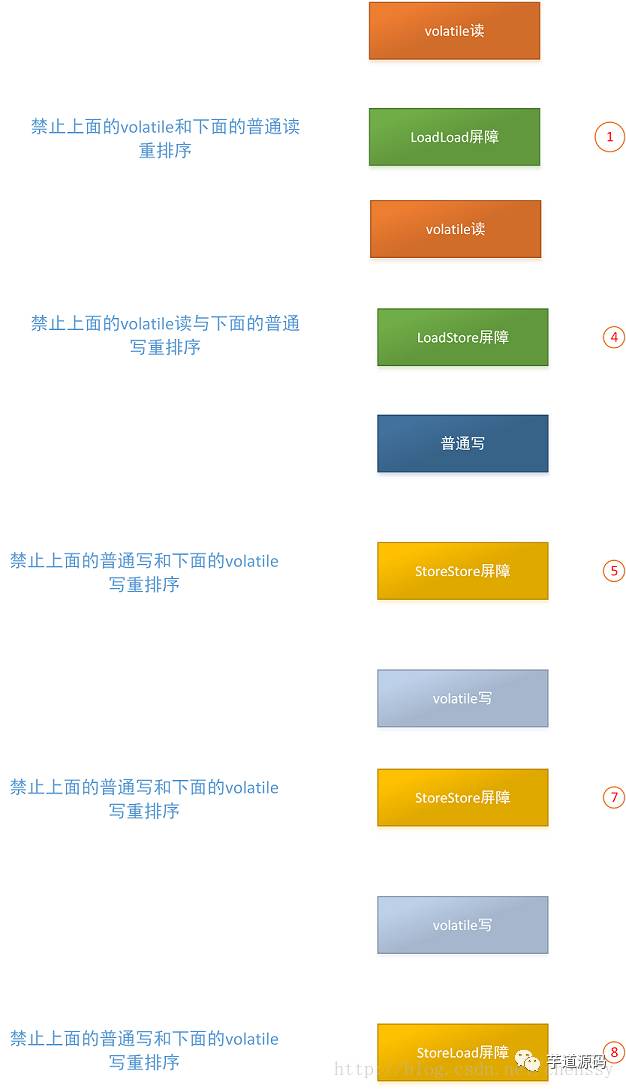 volatile读
禁止上面的volatile和下面的普通读
重排序
LoadLoad屏障
1
volatile读
禁止上面的volatile读与下面的普通
写重排序
LoadStore屏障
4
普通写
禁止上面的普通写和下面的volatile
写重排序
StoreStore屏障
5
volatile写
禁止上面的普通写和下面的volatile
写重排序
StoreStore屏障
7
volatile写
禁止上面的普通写和下面的volatile
写重排序
StoreLoad屏障
8
芋道源码
http://blog.csdn.net/chenssy